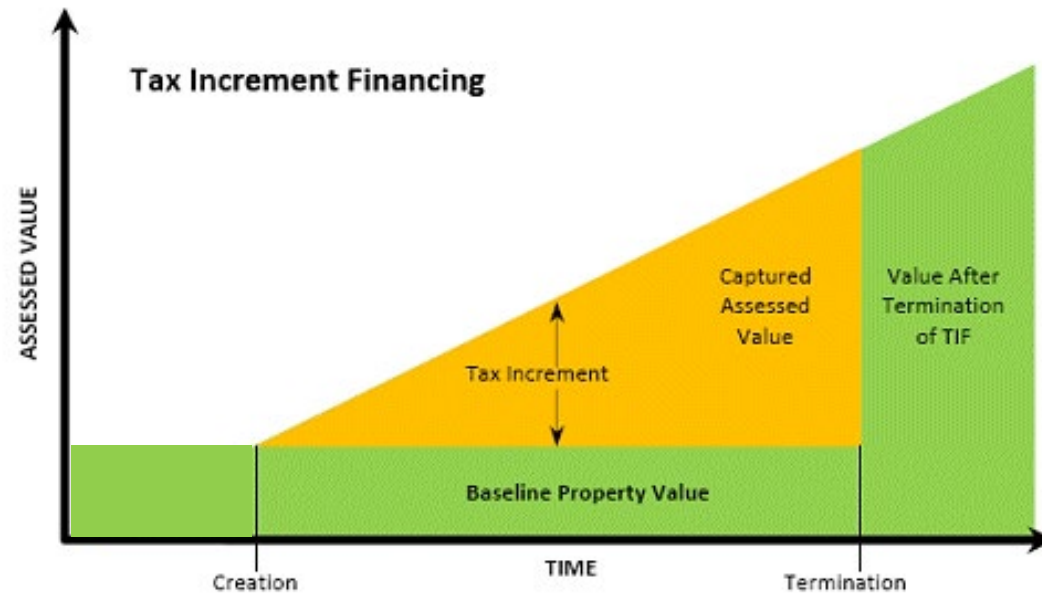 Tax Increment Financing
ASSESSED VALUE
Captured
Assessed
Value
Value After
Termination
of TIF
Tax Increment
Baseline Property Value
Creation
TIME
Termination